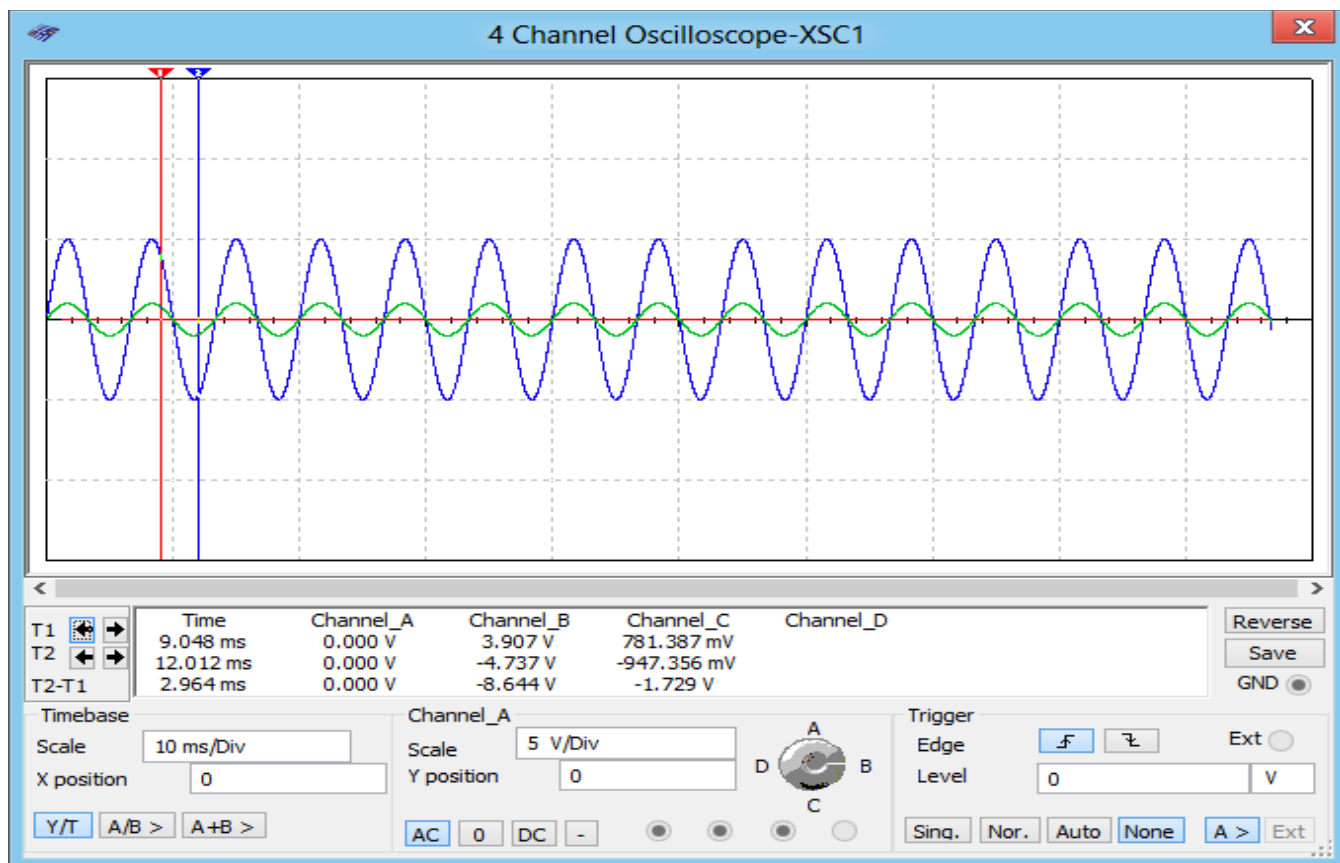 4 Channel Oscilloscope-XSC1
x
1 2
< >
Time Channel_A Channel_B Channel_C Channel_D
T1 9.048 ms 0.000 V 3.907 V 781.387 mV
T2 12.012 ms 0.000 V -4.737 V -947.356 mV
T2-T1 2.964 ms 0.000 V -8.644 V -1.729 V
Reverse
Save
GND
Timebase
Scale 10 ms/Div
X position 0
Y/T A/B > A+B >
Channel_A
Scale 5 V/Div
Y position 0
AC 0 DC -
A
D B
C
Trigger
Edge Ext
Level 0 V
Sing. Nor. Auto None A > Ext